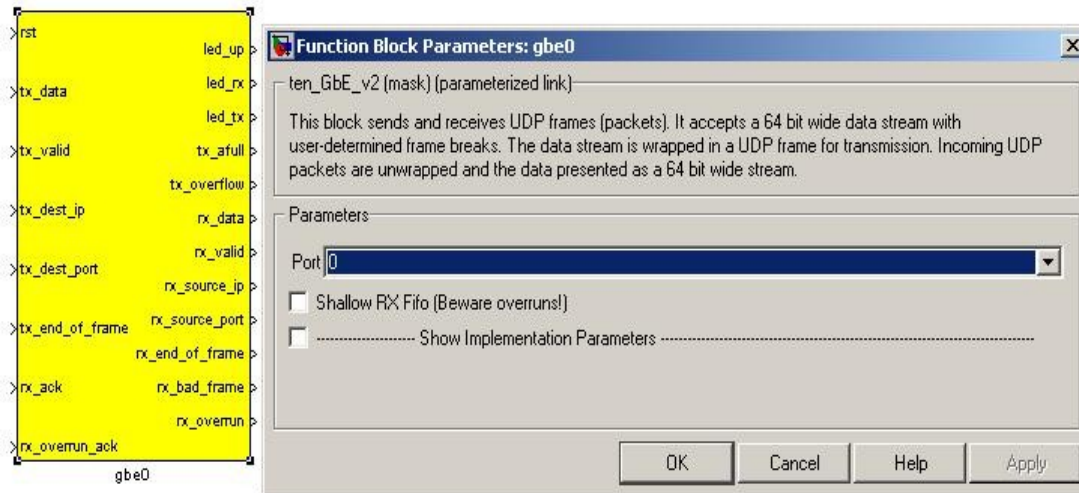 rst
tx_data
tx_valid
tx_dest_ip
tx_dest_port
tx_end_of_frame
rx_ack
rx_overrun_ack
led_up
led_rx
led_tx
tx_afull
tx_overflow
rx_data
rx_valid
rx_source_ip
rx_source_port
rx_end_of_frame
rx_bad_frame
rx_overrun
gbe0
Function Block Parameters: gbe0
ten_GbE_v2 (mask) (parameterized link)
This block sends and receives UDP frames (packets). It accepts a 64 bit wide data stream with
user-determined frame breaks. The data stream is wrapped in a UDP frame for transmission. Incoming UDP
packets are unwrapped and the data presented as a 64 bit wide stream.
Parameters
Port 0
Shallow RX Fifo (Beware overruns!)
-------------------- Show Implementation Parameters ------------------------------------------------------------------------------------------
OK
Cancel
Help
Apply